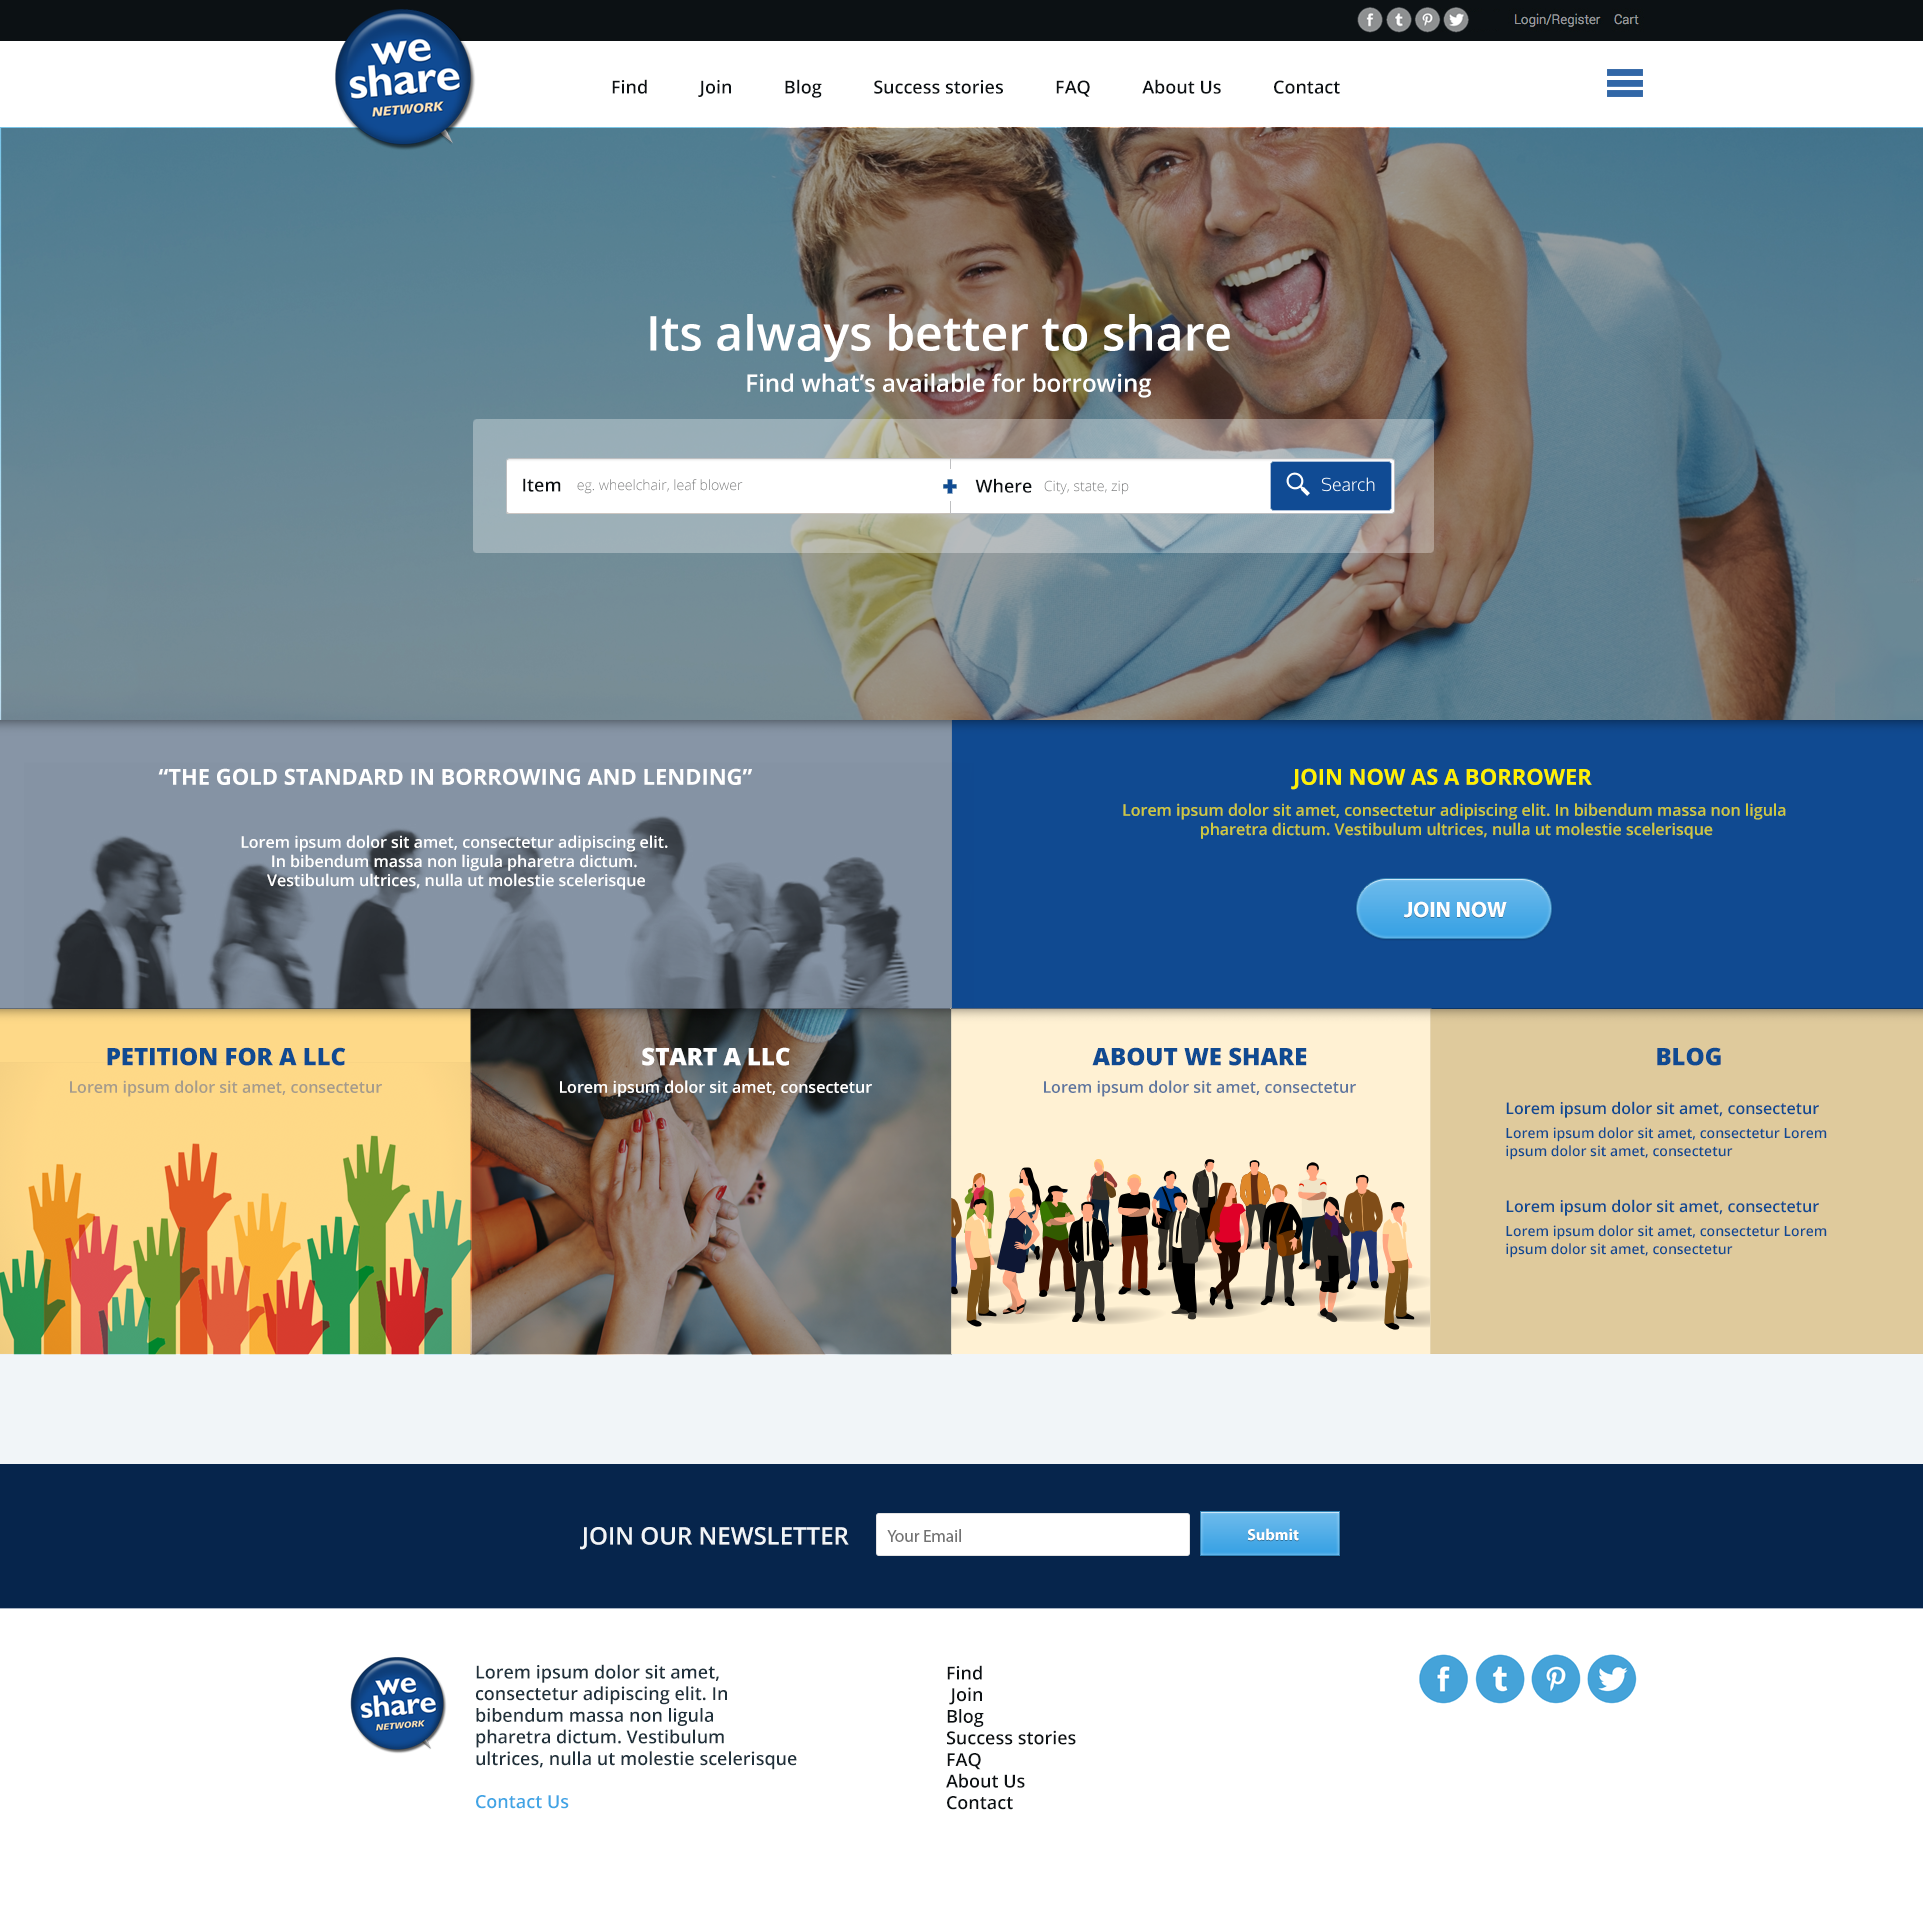 f t p
Login/Register Cart
we
share
NETWORK
Find Join Blog Success stories FAQ About Us Contact
Its always better to share
Find what's available for borrowing
Item eg. wheelchair, leaf blower Where City, state, zip Search
“THE GOLD STANDARD IN BORROWING AND LENDING”
Lorem ipsum dolor sit amet, consectetur adipiscing elit.
In bibendum massa non ligula pharetra dictum.
Vestibulum ultrices, nulla ut molestie scelerisque
JOIN NOW AS A BORROWER
Lorem ipsum dolor sit amet, consectetur adipiscing elit. In bibendum massa non ligula
pharetra dictum. Vestibulum ultrices, nulla ut molestie scelerisque
JOIN NOW
PETITION FOR A LLC
Lorem ipsum dolor sit amet, consectetur
START A LLC
Lorem ipsum dolor sit amet, consectetur
ABOUT WE SHARE
Lorem ipsum dolor sit amet, consectetur
BLOG
Lorem ipsum dolor sit amet, consectetur
Lorem ipsum dolor sit amet, consectetur Lorem
ipsum dolor sit amet, consectetur
Lorem ipsum dolor sit amet, consectetur
Lorem ipsum dolor sit amet, consectetur Lorem
ipsum dolor sit amet, consectetur
JOIN OUR NEWSLETTER Your Email Submit
we
share
NETWORK
Lorem ipsum dolor sit amet,
consectetur adipiscing elit. In
bibendum massa non ligula
pharetra dictum. Vestibulum
ultrices, nulla ut molestie scelerisque
Contact Us
Find
Join
Blog
Success stories
FAQ
About Us
Contact
f t p